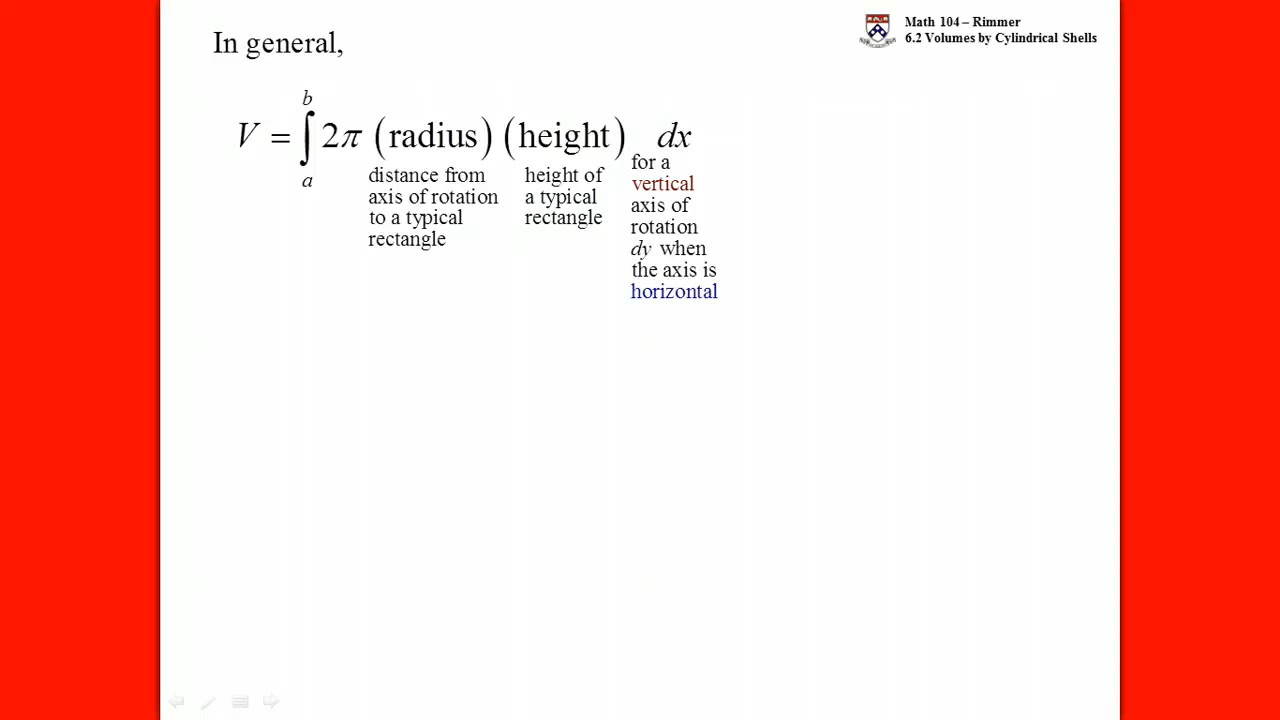 In general,
Math 104 – Rimmer
6.2 Volumes by Cylindrical Shells
b
V = ∫ 2π (radius) (height) dx
a
distance from
axis of rotation
to a typical
rectangle
height of
a typical
rectangle
for a
vertical
axis of
rotation
dy when
the axis is
horizontal